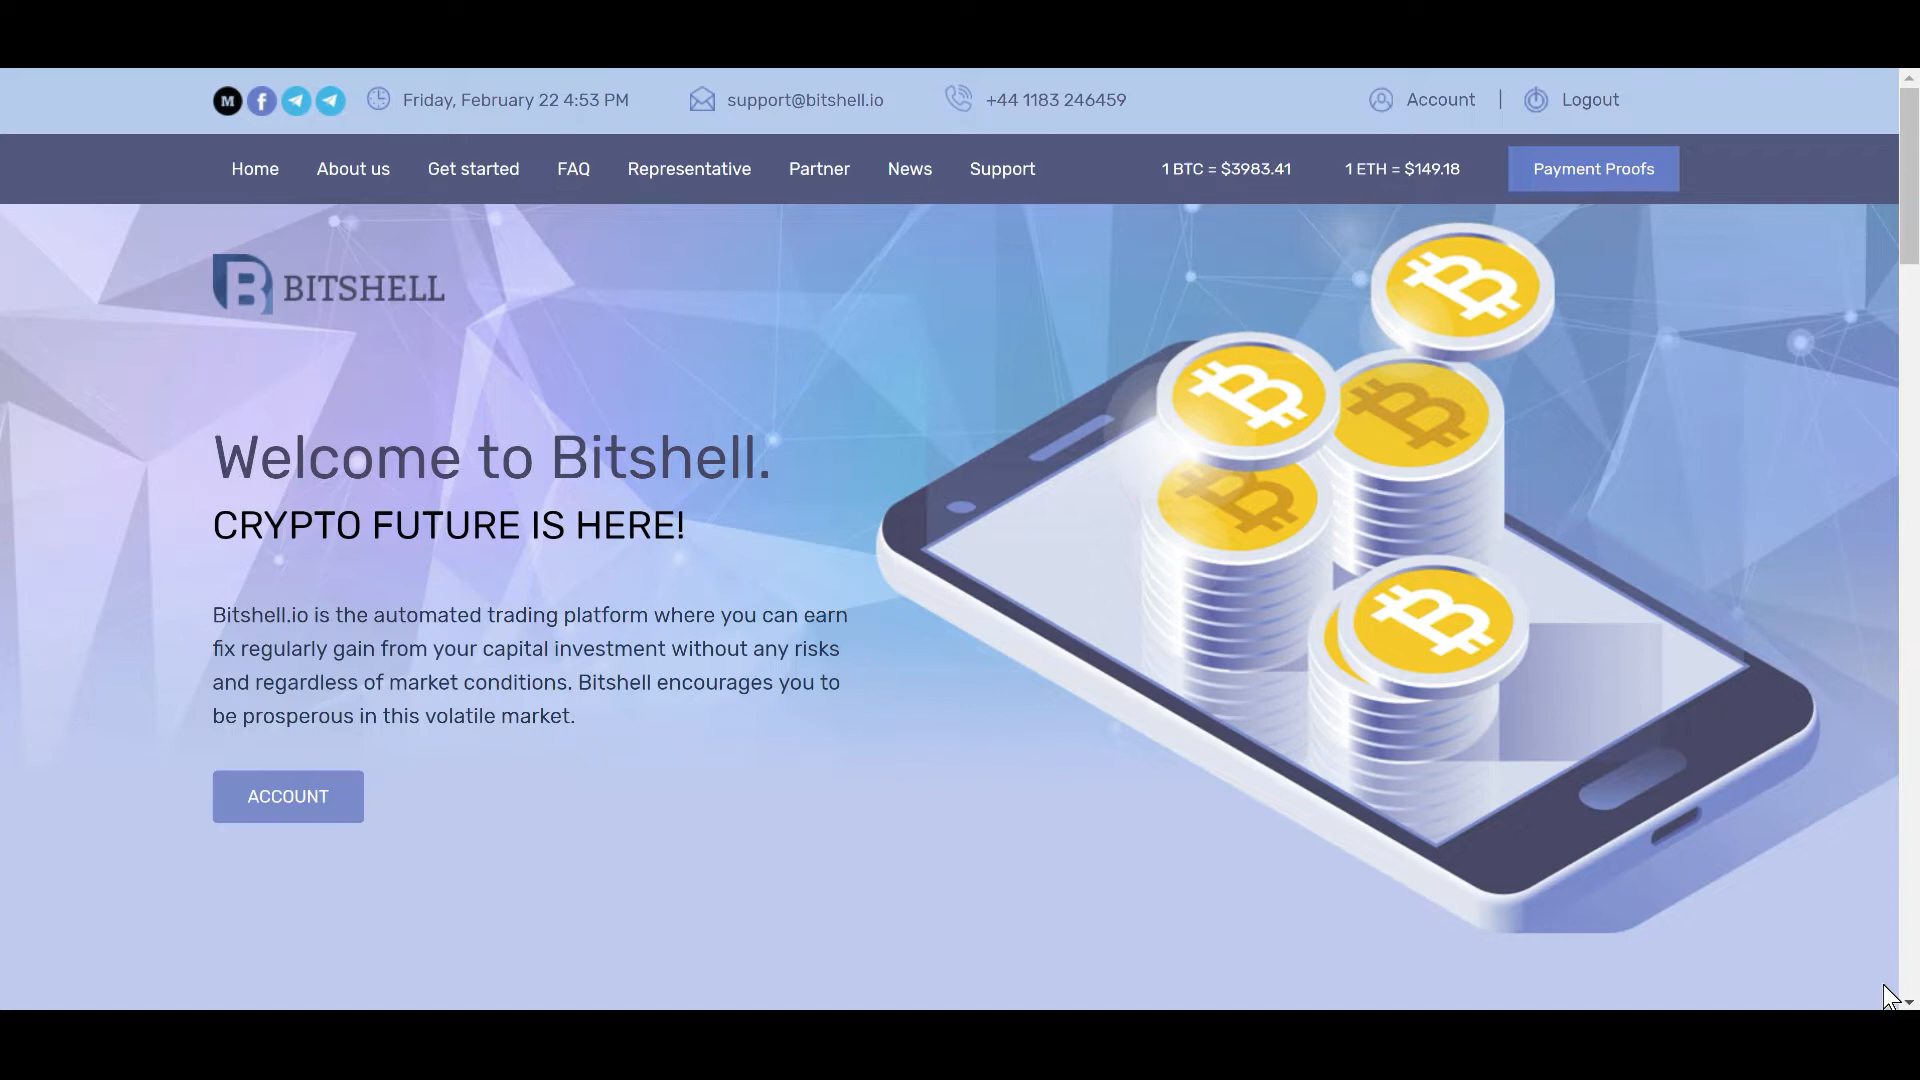 M f Friday, February 22 4:53 PM support@bitshell.io +44 1183 246459 Account | Logout
Home About us Get started FAQ Representative Partner News Support 1 BTC = $3983.41 1 ETH = $149.18 Payment Proofs
B BITSHELL
Welcome to Bitshell.
CRYPTO FUTURE IS HERE!
Bitshell.io is the automated trading platform where you can earn
fix regularly gain from your capital investment without any risks
and regardless of market conditions. Bitshell encourages you to
be prosperous in this volatile market.
ACCOUNT